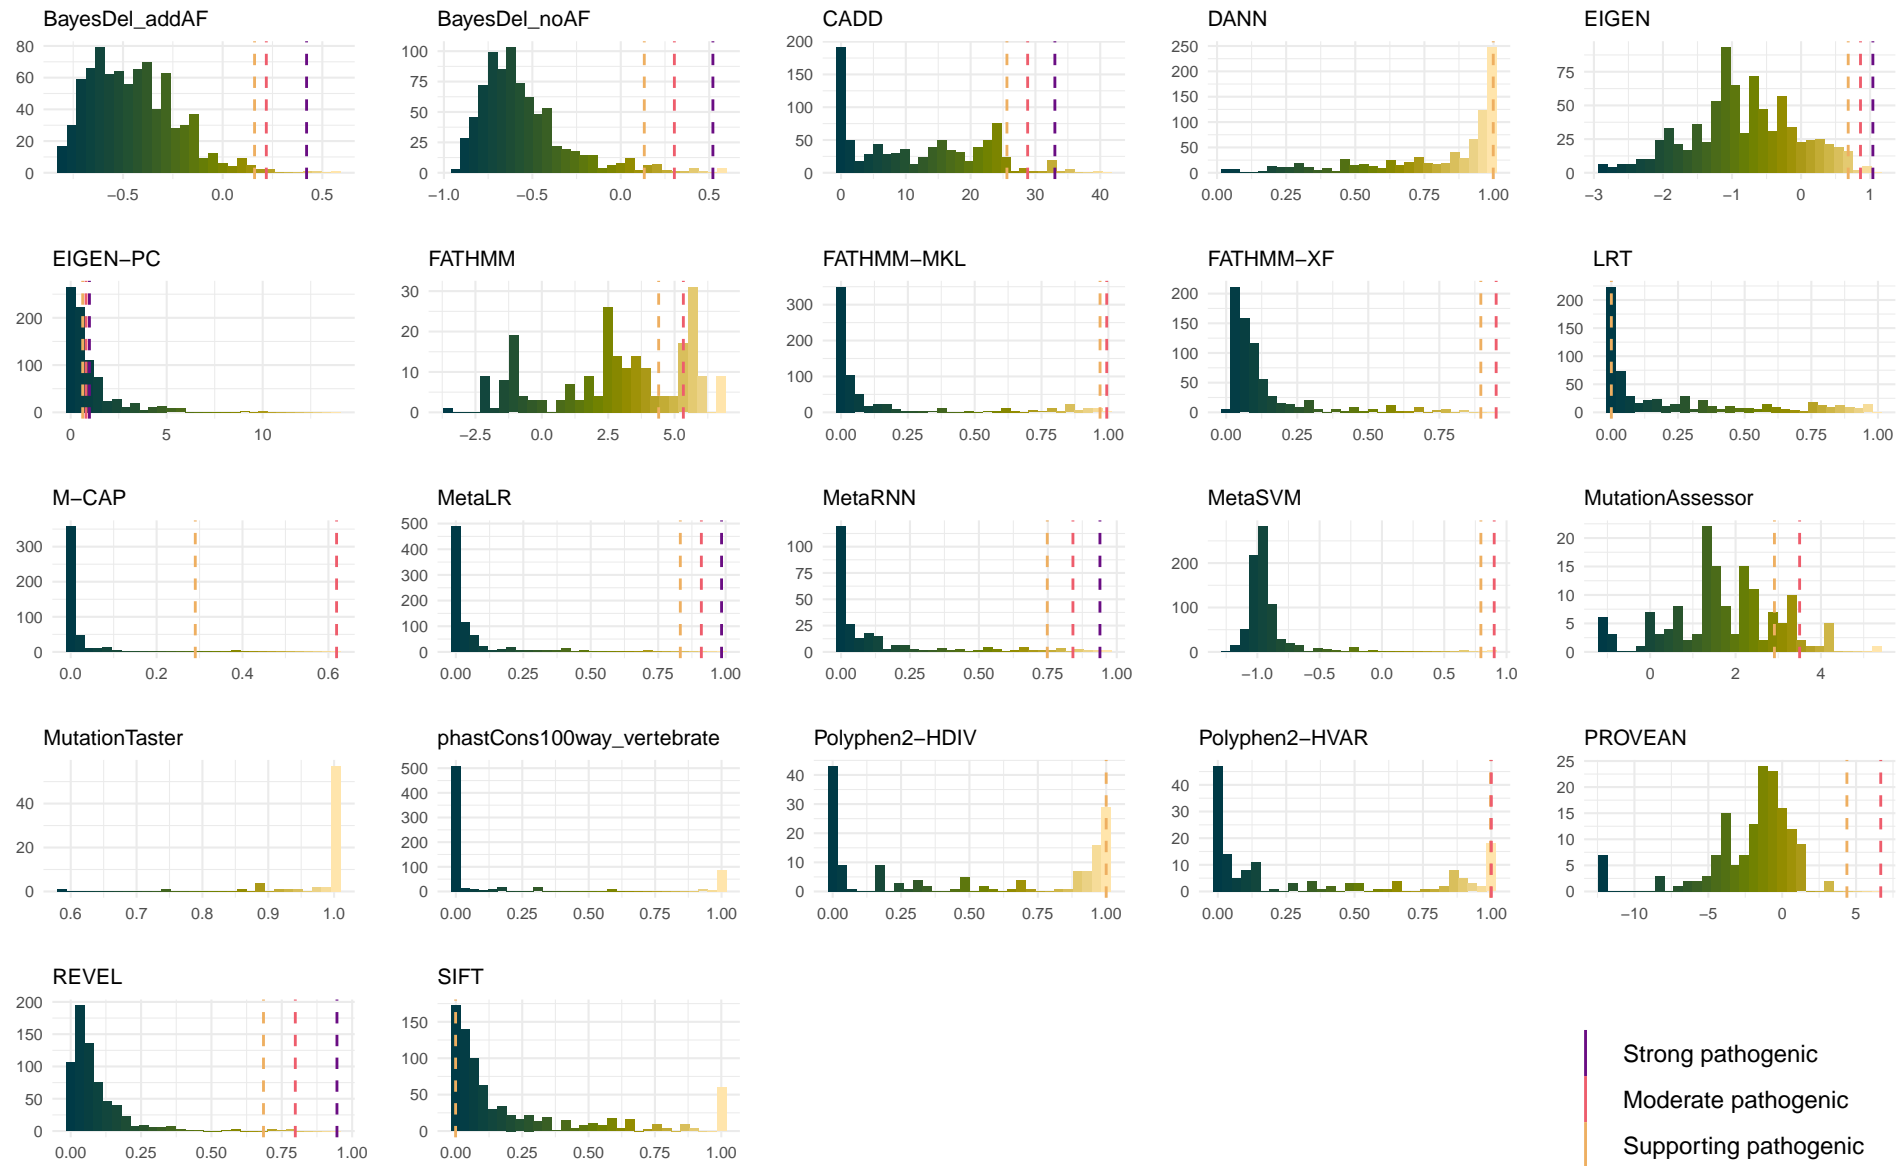 BayesDel_addAF
80
60
40
20
0
−0.5 0.0 0.5
BayesDel_noAF
100
75
50
25
0
−1.0 −0.5 0.0 0.5
CADD
200
150
100
50
0
0 10 20 30 40
DANN
250
200
150
100
50
0
0.00 0.25 0.50 0.75 1.00
EIGEN
75
50
25
0
−3 −2 −1 0 1
EIGEN−PC
200
100
0
0 5 10
FATHMM
30
20
10
0
−2.5 0.0 2.5 5.0
FATHMM−MKL
300
200
100
0
0.00 0.25 0.50 0.75 1.00
FATHMM−XF
200
150
100
50
0
0.00 0.25 0.50 0.75
LRT
200
150
100
50
0
0.00 0.25 0.50 0.75 1.00
M−CAP
300
200
100
0
0.0 0.2 0.4 0.6
MetaLR
500
400
300
200
100
0
0.00 0.25 0.50 0.75 1.00
MetaRNN
100
75
50
25
0
0.00 0.25 0.50 0.75 1.00
MetaSVM
200
100
0
−1.0 −0.5 0.0 0.5 1.0
MutationAssessor
20
15
10
5
0
0 2 4
MutationTaster
40
20
0
0.6 0.7 0.8 0.9 1.0
phastCons100way_vertebrate
500
400
300
200
100
0
0.00 0.25 0.50 0.75 1.00
Polyphen2−HDIV
40
30
20
10
0
0.00 0.25 0.50 0.75 1.00
Polyphen2−HVAR
40
30
20
10
0
0.00 0.25 0.50 0.75 1.00
PROVEAN
25
20
15
10
5
0
−10 −5 0 5
REVEL
200
150
100
50
0
0.00 0.25 0.50 0.75 1.00
SIFT
150
100
50
0
0.00 0.25 0.50 0.75 1.00
Strong pathogenic
Moderate pathogenic
Supporting pathogenic